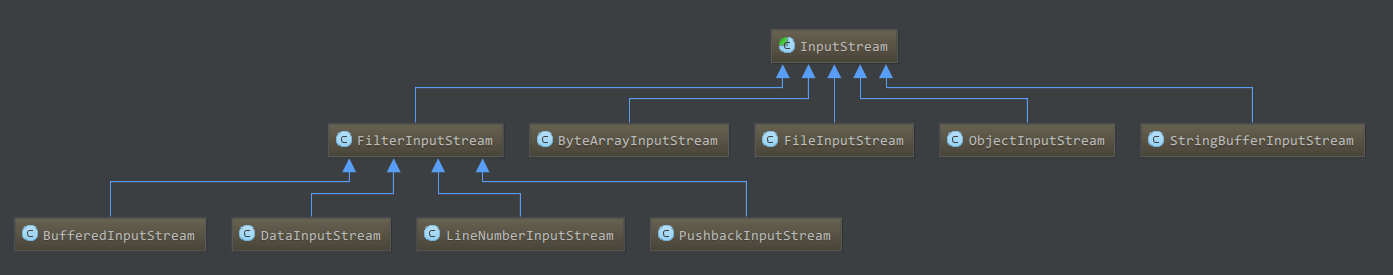 C InputStream
C FilterInputStream
C ByteArrayInputStream
C FileInputStream
C ObjectInputStream
C StringBufferInputStream
C BufferedInputStream
C DataInputStream
C LineNumberInputStream
C PushbackInputStream